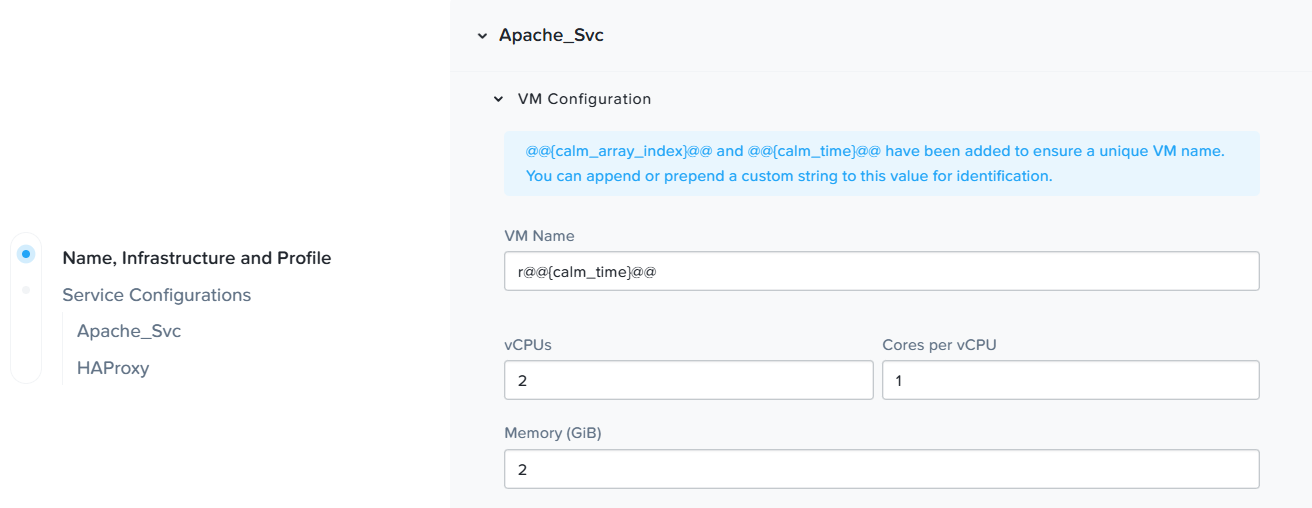 Name, Infrastructure and Profile
Service Configurations
Apache_Svc
HAProxy
Apache_Svc
VM Configuration
@@{calm_array_index}@@ and @@{calm_time}@@ have been added to ensure a unique VM name.
You can append or prepend a custom string to this value for identification.
VM Name
r@@{calm_time}@@
vCPUs
2
Cores per vCPU
1
Memory (GiB)
2